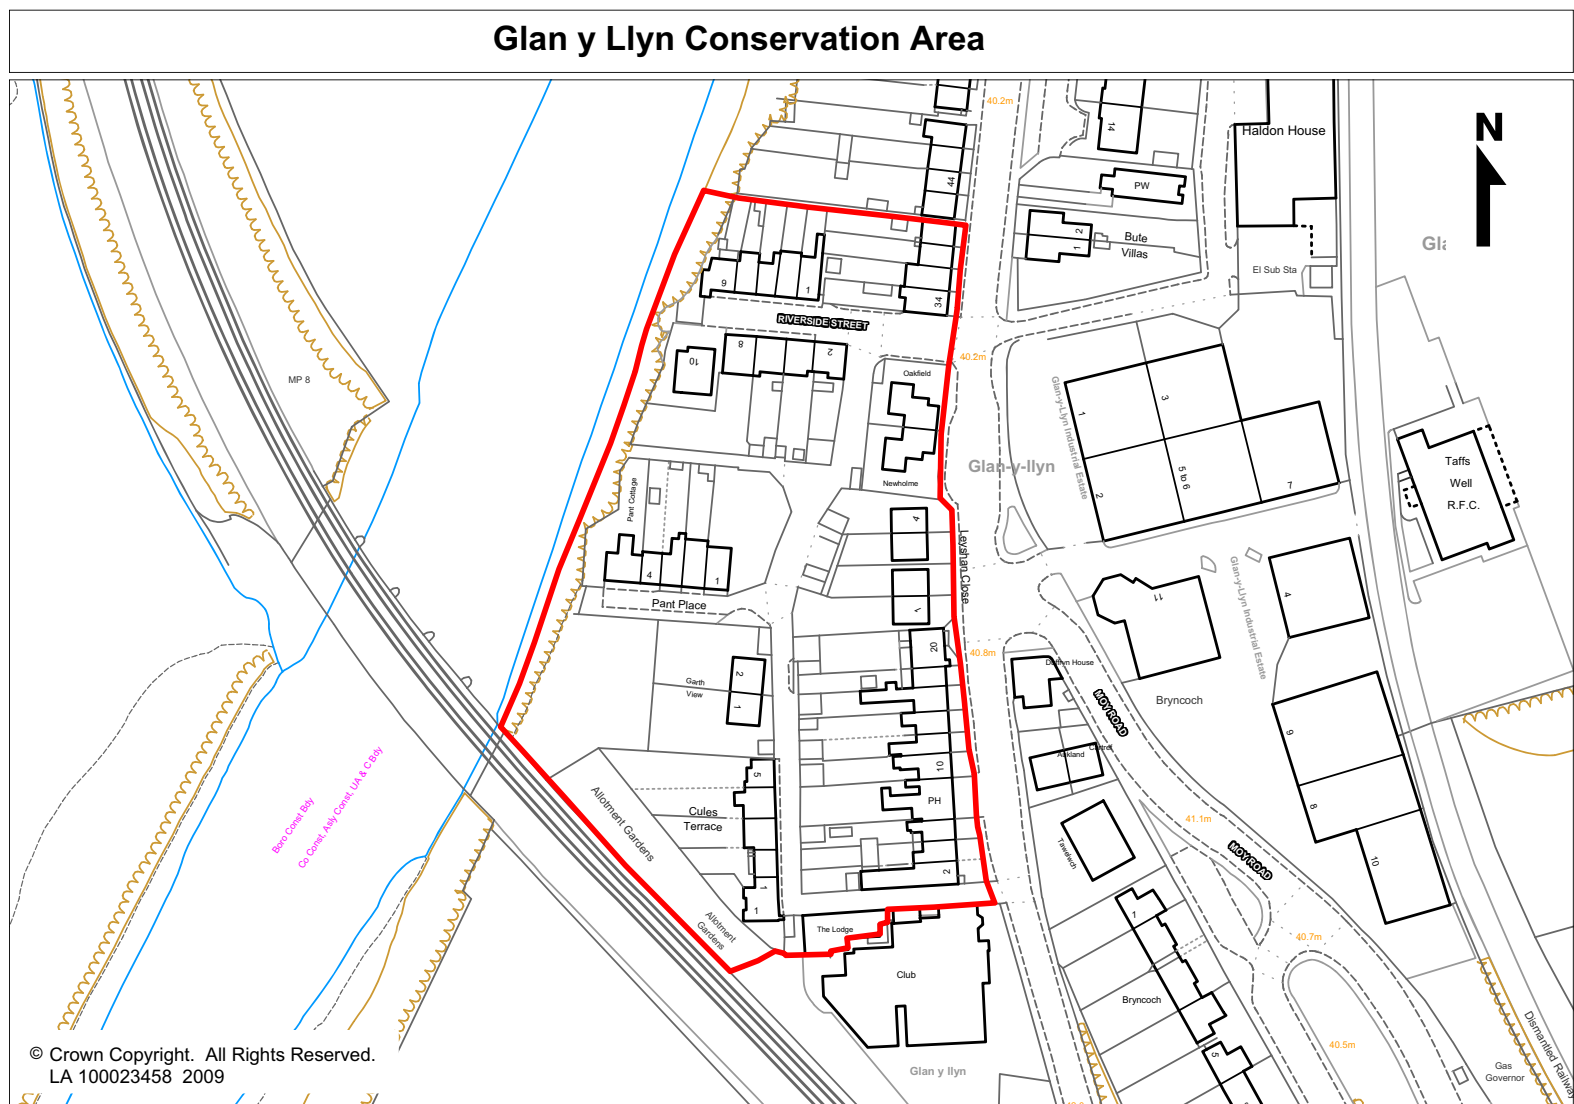 Glan y Llyn Conservation Area
40.2m
14
Haldon House
N
44
PW
2
1
Bute
Villas
El Sub Sta
9
1
34
RIVERSIDE STREET
40.2m
MP 8
10
8
2
Oakfield
Glan-y-Llyn Industrial Estate
1
3
Glan-y-llyn
2
5 to 6
7
Taffs
Well
R.F.C.
Newholme
Pant Cottage
4
Leyshan Close
Glan-y-Llyn Industrial Estate
4
1
4
11
Pant Place
1
20
40.8m
Daffryn House
Garth
View
2
1
MOY ROAD
Bryncoch
Boro Const Bdy
Co Const, Asly Const, UA & C Bdy
Allotment Gardens
5
Cules
Terrace
10
PH
Cartref
9
8
41.1m
MOY ROAD
10
1
1
2
Allotment
Gardens
The Lodge
1
40.7m
Club
Bryncoch
40.5m
5
Dismantled Railway
Gas
Governor
Glan y llyn
© Crown Copyright. All Rights Reserved.
LA 100023458 2009